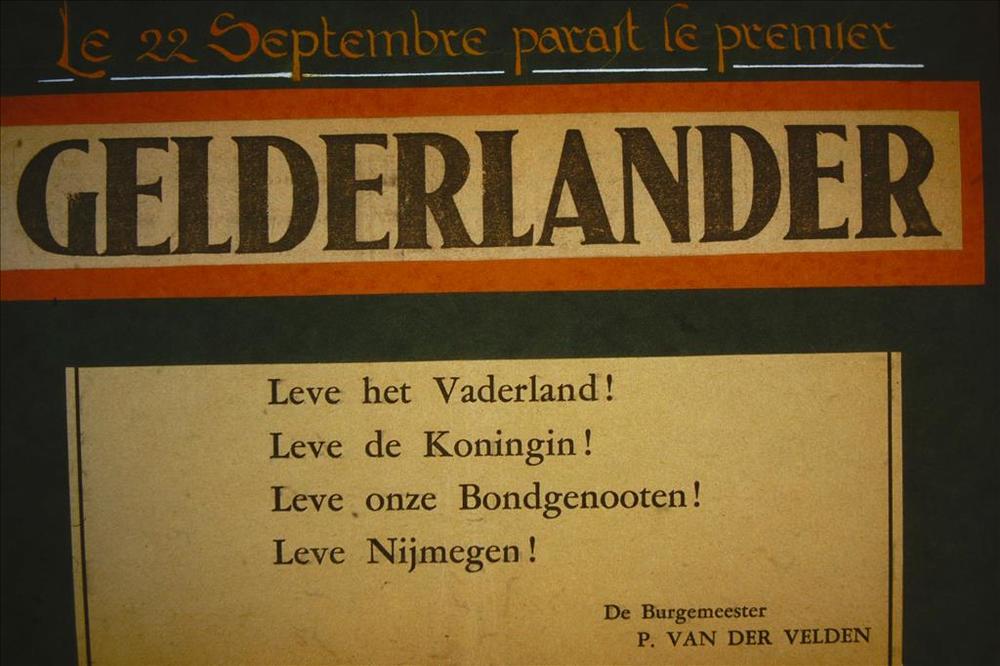 Le 22 Septembre parait le premier
GELDERLANDER
Leve het Vaderland!
Leve de Koningin!
Leve onze Bondgenooten!
Leve Nijmegen!
De Burgemeester
P. VAN DER VELDEN